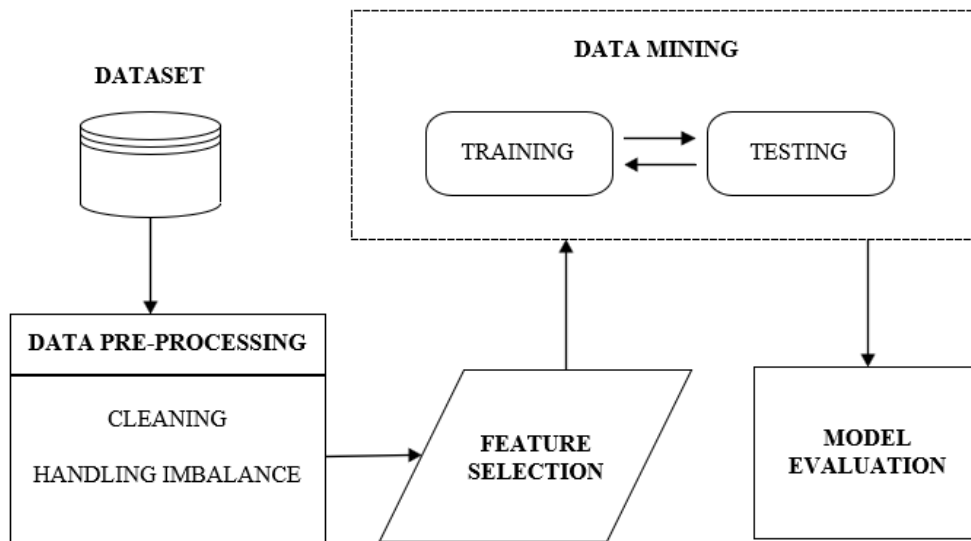 DATASET
DATA PRE-PROCESSING
CLEANING
HANDLING IMBALANCE
FEATURE
SELECTION
DATA MINING
TRAINING
TESTING
MODEL
EVALUATION